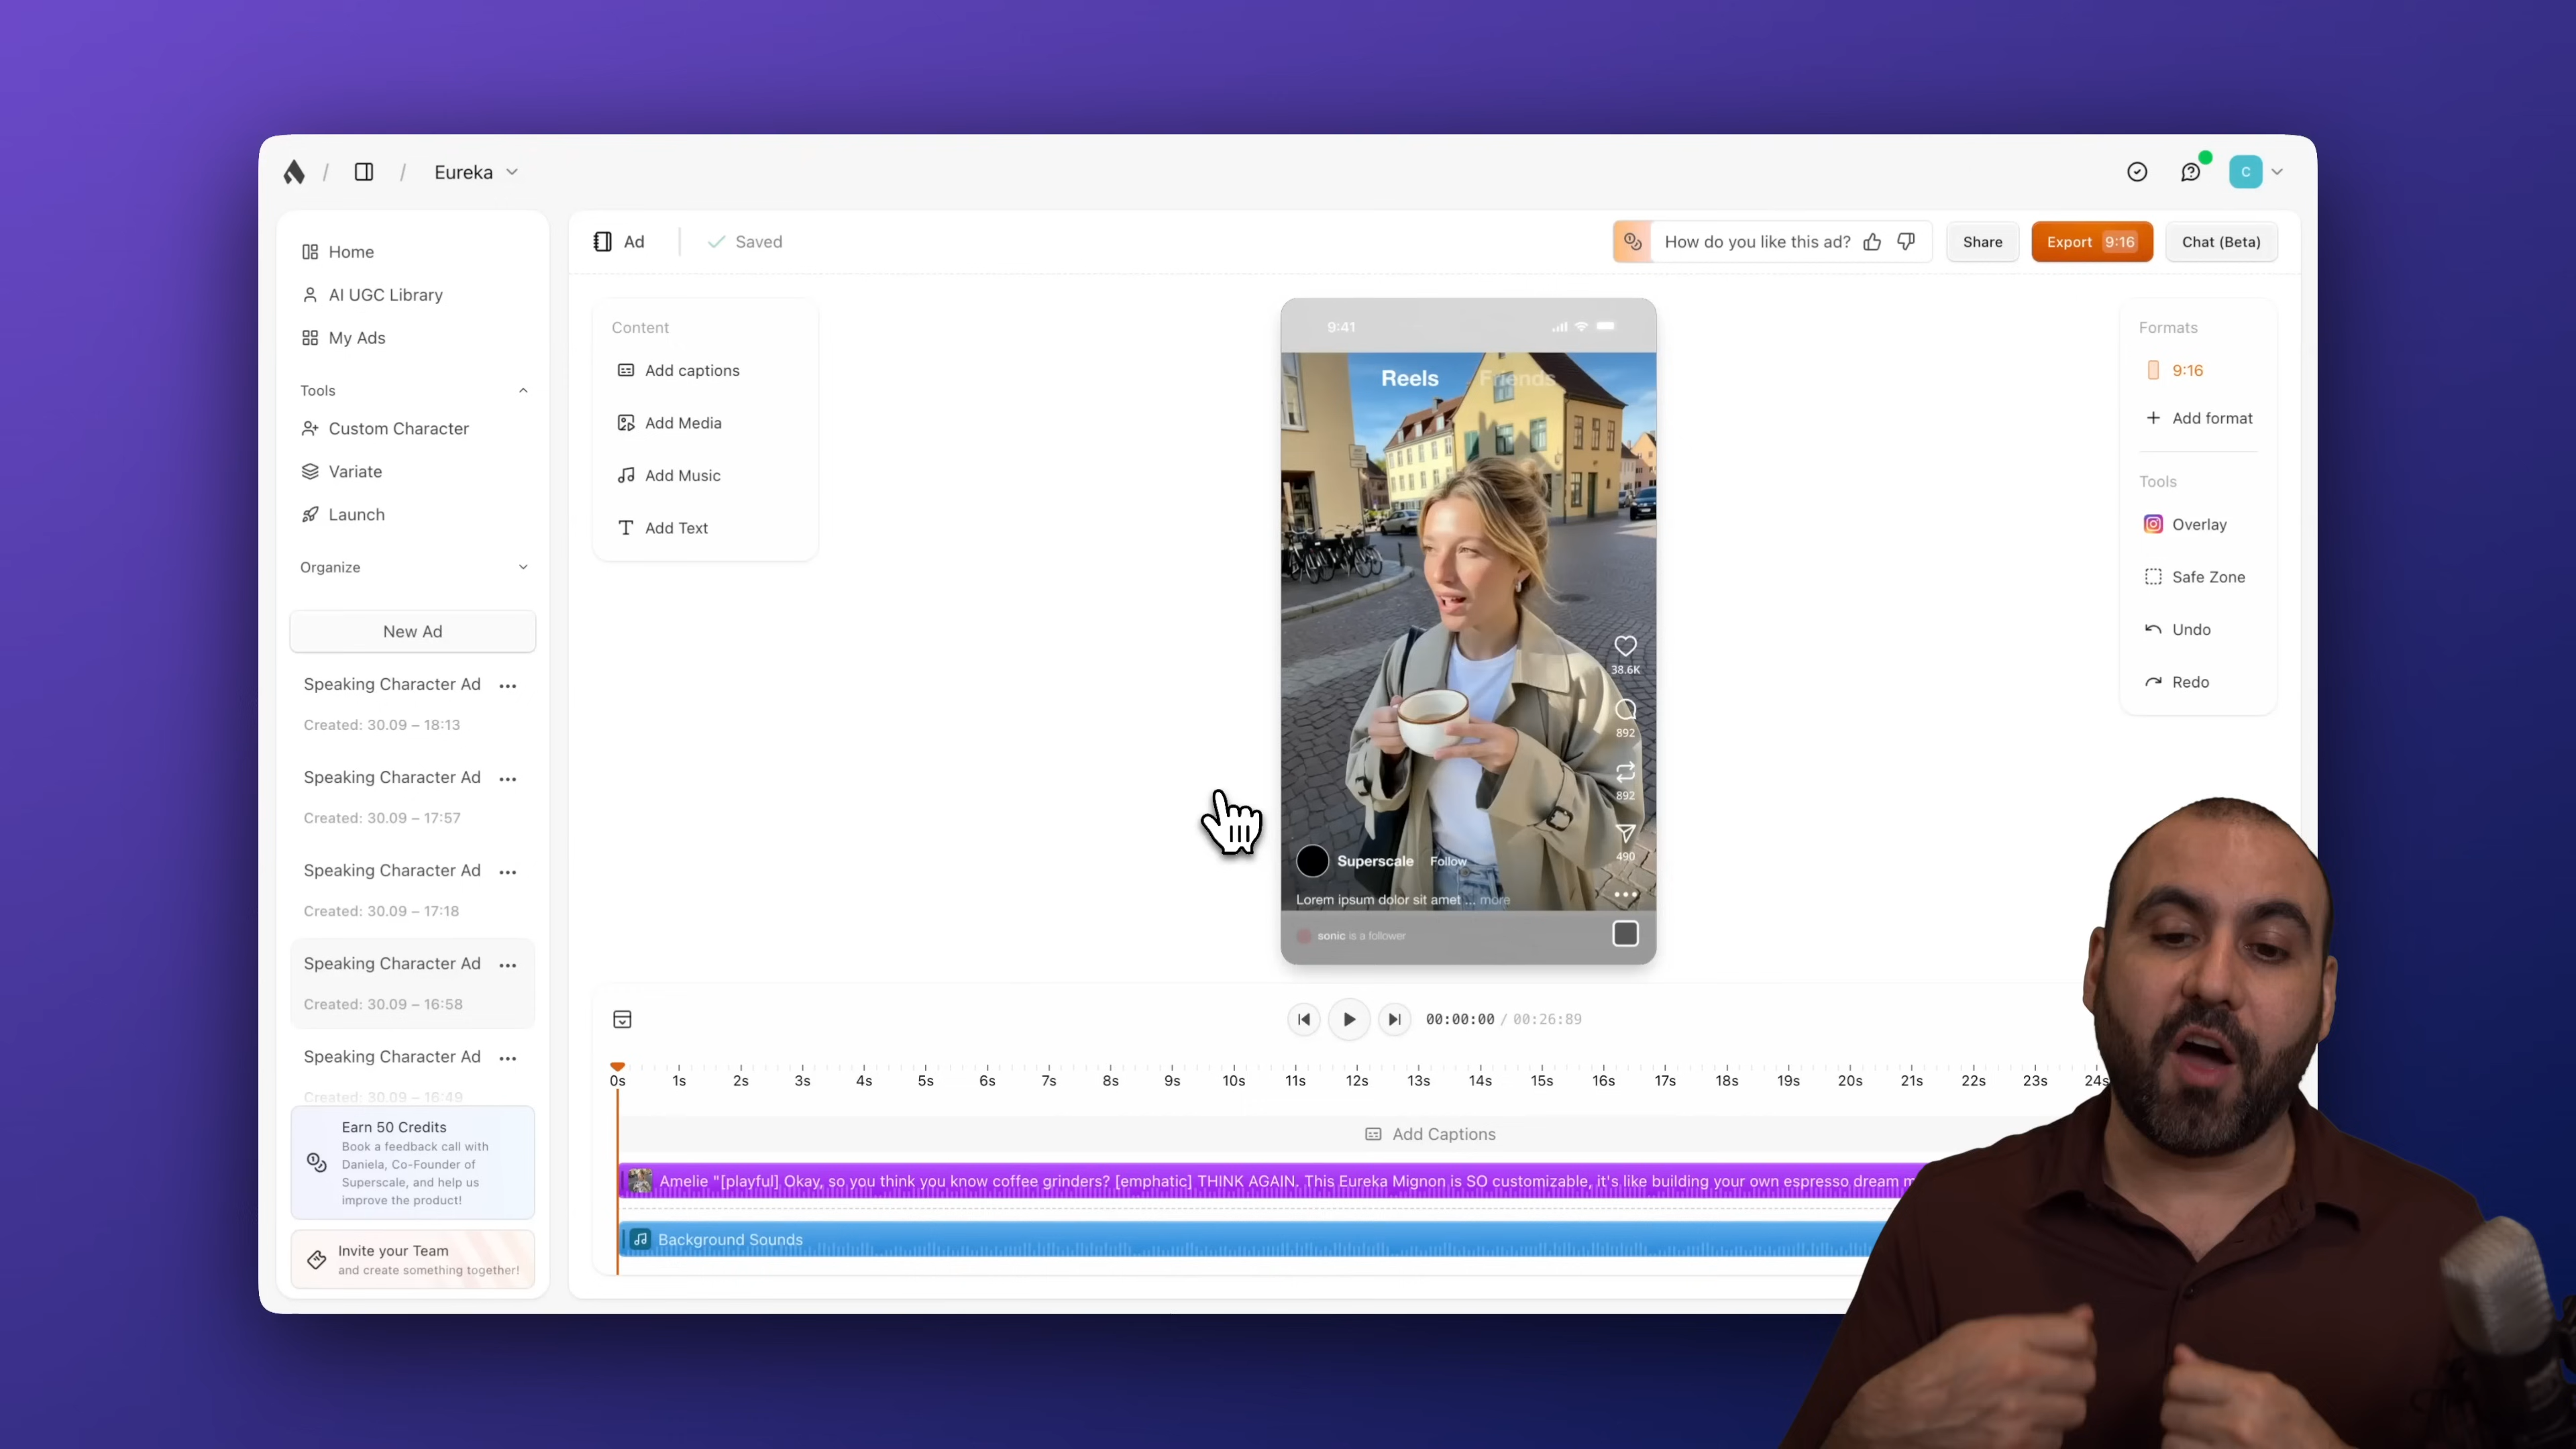 / / Eureka
C
Home
AI UGC Library
My Ads
Tools
Custom Character
Variate
Launch
Organize
New Ad
Speaking Character Ad ...
Created: 30.09 – 18:13
Speaking Character Ad ...
Created: 30.09 – 17:57
Speaking Character Ad ...
Created: 30.09 – 17:18
Speaking Character Ad ...
Created: 30.09 – 16:58
Speaking Character Ad ...
Created: 30.09 – 16:49
Earn 50 Credits
Book a feedback call with
Daniela, Co-Founder of
Superscale, and help us
improve the product!
Invite your Team
and create something together!
Ad Saved
How do you like this ad?
Share
Export 9:16
Chat (Beta)
Content
Add captions
Add Media
Add Music
Add Text
9:41
Reels Friends
38.6K
892
892
490
Superscale Follow
Lorem ipsum dolor sit amet ... more
sonic is a follower
Formats
9:16
Add format
Tools
Overlay
Safe Zone
Undo
Redo
00:00:00 / 00:26:89
0s 1s 2s 3s 4s 5s 6s 7s 8s 9s 10s 11s 12s 13s 14s 15s 16s 17s 18s 19s 20s 21s 22s 23s 24s
Add Captions
Amelie "[playful] Okay, so you think you know coffee grinders? [emphatic] THINK AGAIN. This Eureka Mignon is SO customizable, it's like building your own espresso dream
Background Sounds